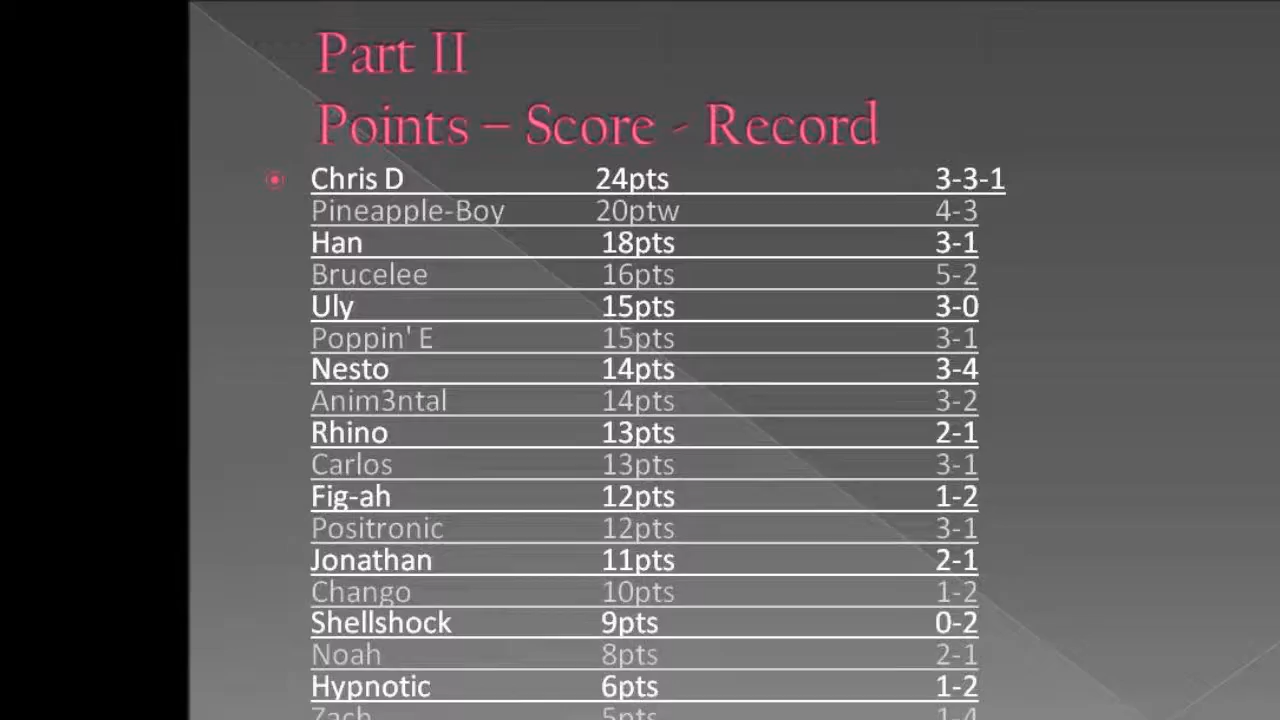 Part II
Points – Score - Record
Chris D 24pts 3-3-1
Pineapple-Boy 20ptw 4-3
Han 18pts 3-1
Brucelee 16pts 5-2
Uly 15pts 3-0
Poppin' E 15pts 3-1
Nesto 14pts 3-4
Anim3ntal 14pts 3-2
Rhino 13pts 2-1
Carlos 13pts 3-1
Fig-ah 12pts 1-2
Positronic 12pts 3-1
Jonathan 11pts 2-1
Chango 10pts 1-2
Shellshock 9pts 0-2
Noah 8pts 2-1
Hypnotic 6pts 1-2
Zach 5pts 1-4